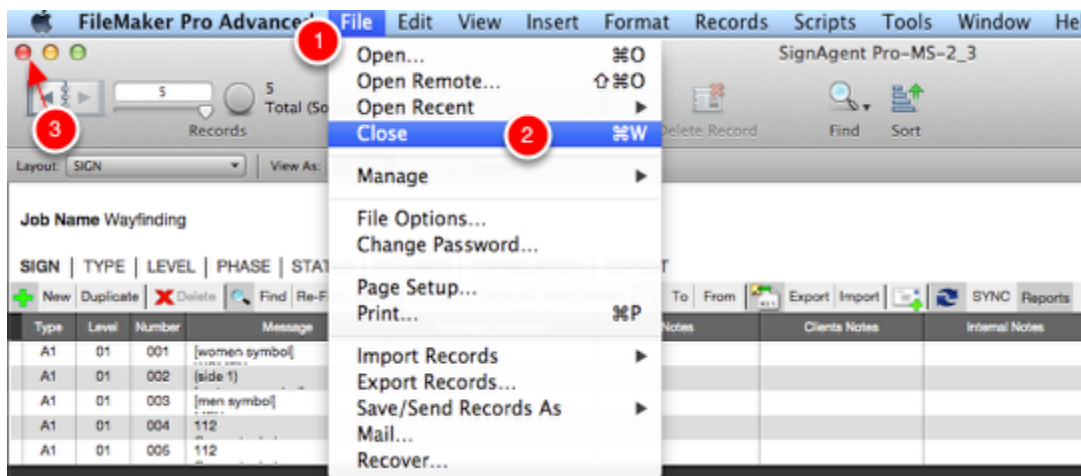 FileMaker Pro Advanced File Edit View Insert Format Records Scripts Tools Window He
1
SignAgent Pro-MS-2_3
Open... ⌘O
Open Remote... ⇧⌘O
Open Recent
Close ⌘W
2
3
5
5
Total (So
Records
Delete Record
Find
Sort
Layout: SIGN
View As:
Manage
File Options...
Change Password...
Page Setup...
Print... ⌘P
Import Records
Export Records...
Save/Send Records As
Mail...
Recover...
Job Name Wayfinding
SIGN | TYPE | LEVEL | PHASE | STAT
New Duplicate Delete Find Re-F To From Export Import SYNC Reports
Type Level Number Message Notes Clients Notes Internal Notes
A1 01 001 [women symbol]
A1 01 002 (side 1)
A1 01 003 [men symbol]
A1 01 004 112
A1 01 005 112